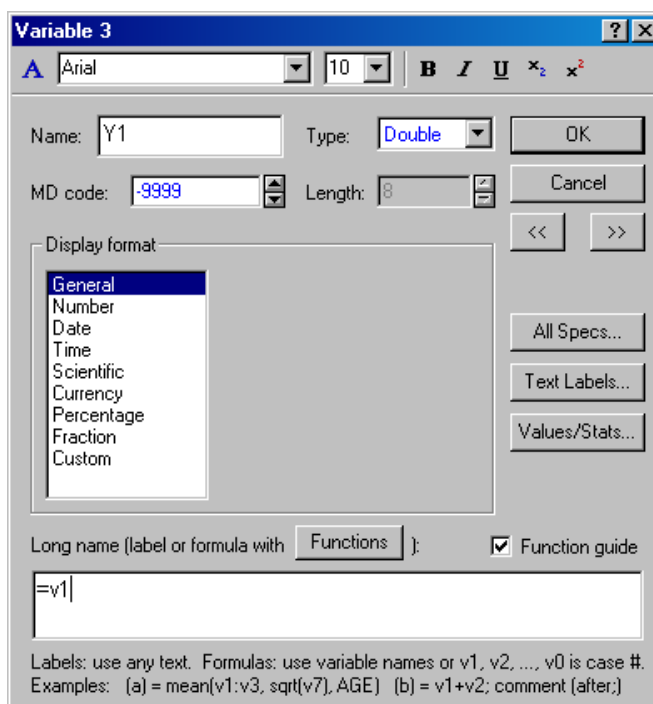 Variable 3
? ×
A Arial 10 B I U x₂ x²
Name: Y1 Type: Double OK
MD code: -9999 Length: 8 Cancel
<< >>
Display format
General
Number
Date
Time
Scientific
Currency
Percentage
Fraction
Custom
All Specs...
Text Labels...
Values/Stats...
Long name (label or formula with Functions ): Function guide
=v1
Labels: use any text. Formulas: use variable names or v1, v2, ..., v0 is case #.
Examples: (a) = mean(v1:v3, sqrt(v7), AGE) (b) = v1+v2; comment (after;)